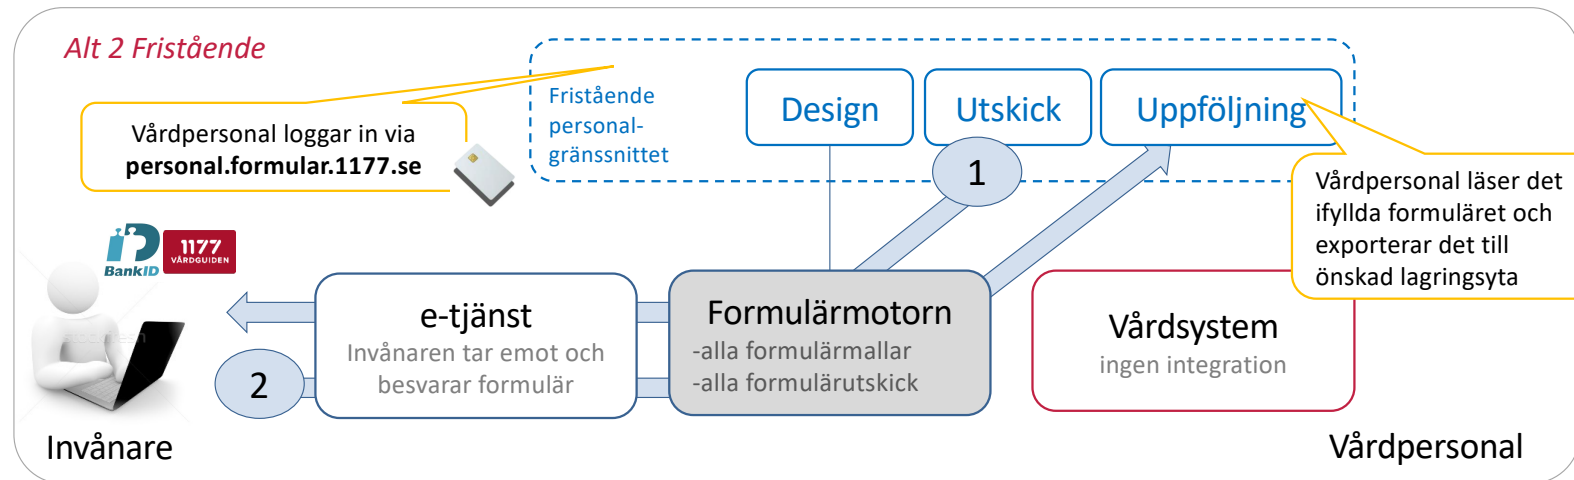 Alt 2 Fristående
Vårdpersonal loggar in via
personal.formular.1177.se
Fristående
personal-
gränssnittet
Design
Utskick
Uppföljning
1
Vårdpersonal läser det
ifyllda formuläret och
exporterar det till
önskad lagringsyta
BankID
1177
VÅRDGUIDEN
e-tjänst
Invånaren tar emot och
besvarar formulär
Formulärmotorn
-alla formulärmallar
-alla formulärutskick
Vårdsystem
ingen integration
2
Invånare
Vårdpersonal